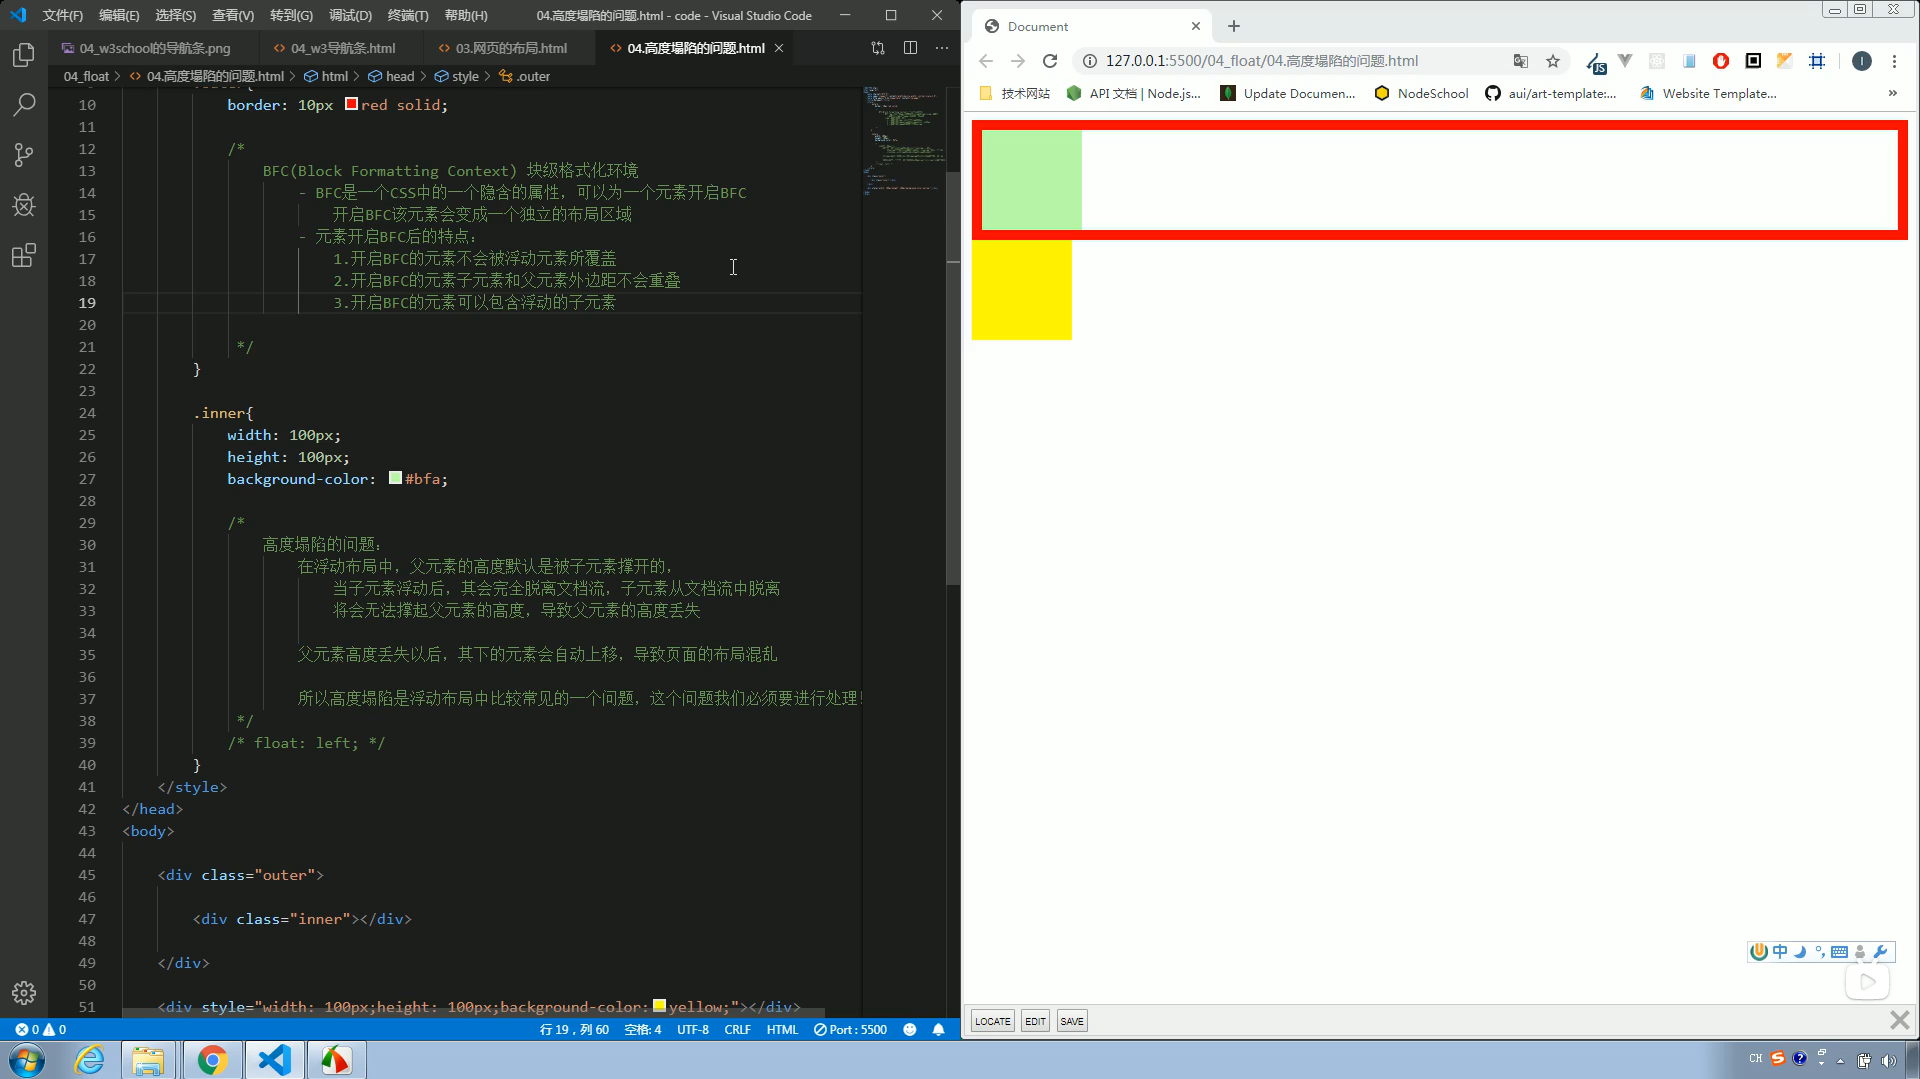 文件(F) 编辑(E) 选择(S) 查看(V) 转到(G) 调试(D) 终端(T) 帮助(H) 04.高度塌陷的问题.html - code - Visual Studio Code
04_w3school的导航条.png 04_w3导航条.html 03.网页的布局.html 04.高度塌陷的问题.html
04_float 04.高度塌陷的问题.html html head style .outer
10 border: 10px red solid;
11
12 /*
13 BFC(Block Formatting Context) 块级格式化环境
14 - BFC是一个CSS中的一个隐含的属性，可以为一个元素开启BFC
15 开启BFC该元素会变成一个独立的布局区域
16 - 元素开启BFC后的特点：
17 1.开启BFC的元素不会被浮动元素所覆盖
18 2.开启BFC的元素子元素和父元素外边距不会重叠
19 3.开启BFC的元素可以包含浮动的子元素
20
21 */
22 }
23
24 .inner{
25 width: 100px;
26 height: 100px;
27 background-color: #bfa;
28
29 /*
30 高度塌陷的问题：
31 在浮动布局中，父元素的高度默认是被子元素撑开的，
32 当子元素浮动后，其会完全脱离文档流，子元素从文档流中脱离
33 将会无法撑起父元素的高度，导致父元素的高度丢失
34
35 父元素高度丢失以后，其下的元素会自动上移，导致页面的布局混乱
36
37 所以高度塌陷是浮动布局中比较常见的一个问题，这个问题我们必须要进行处理！
38 */
39 /* float: left; */
40 }
41 </style>
42 </head>
43 <body>
44
45 <div class="outer">
46
47 <div class="inner"></div>
48
49 </div>
50
51 <div style="width: 100px;height: 100px;background-color: yellow;"></div>
0 0 行 19，列 60 空格: 4 UTF-8 CRLF HTML Port : 5500
Document
127.0.0.1:5500/04_float/04.高度塌陷的问题.html JS I
技术网站 API 文档 | Node.js... Update Documen... NodeSchool aui/art-template:... Website Template... »
中
LOCATE EDIT SAVE
CH